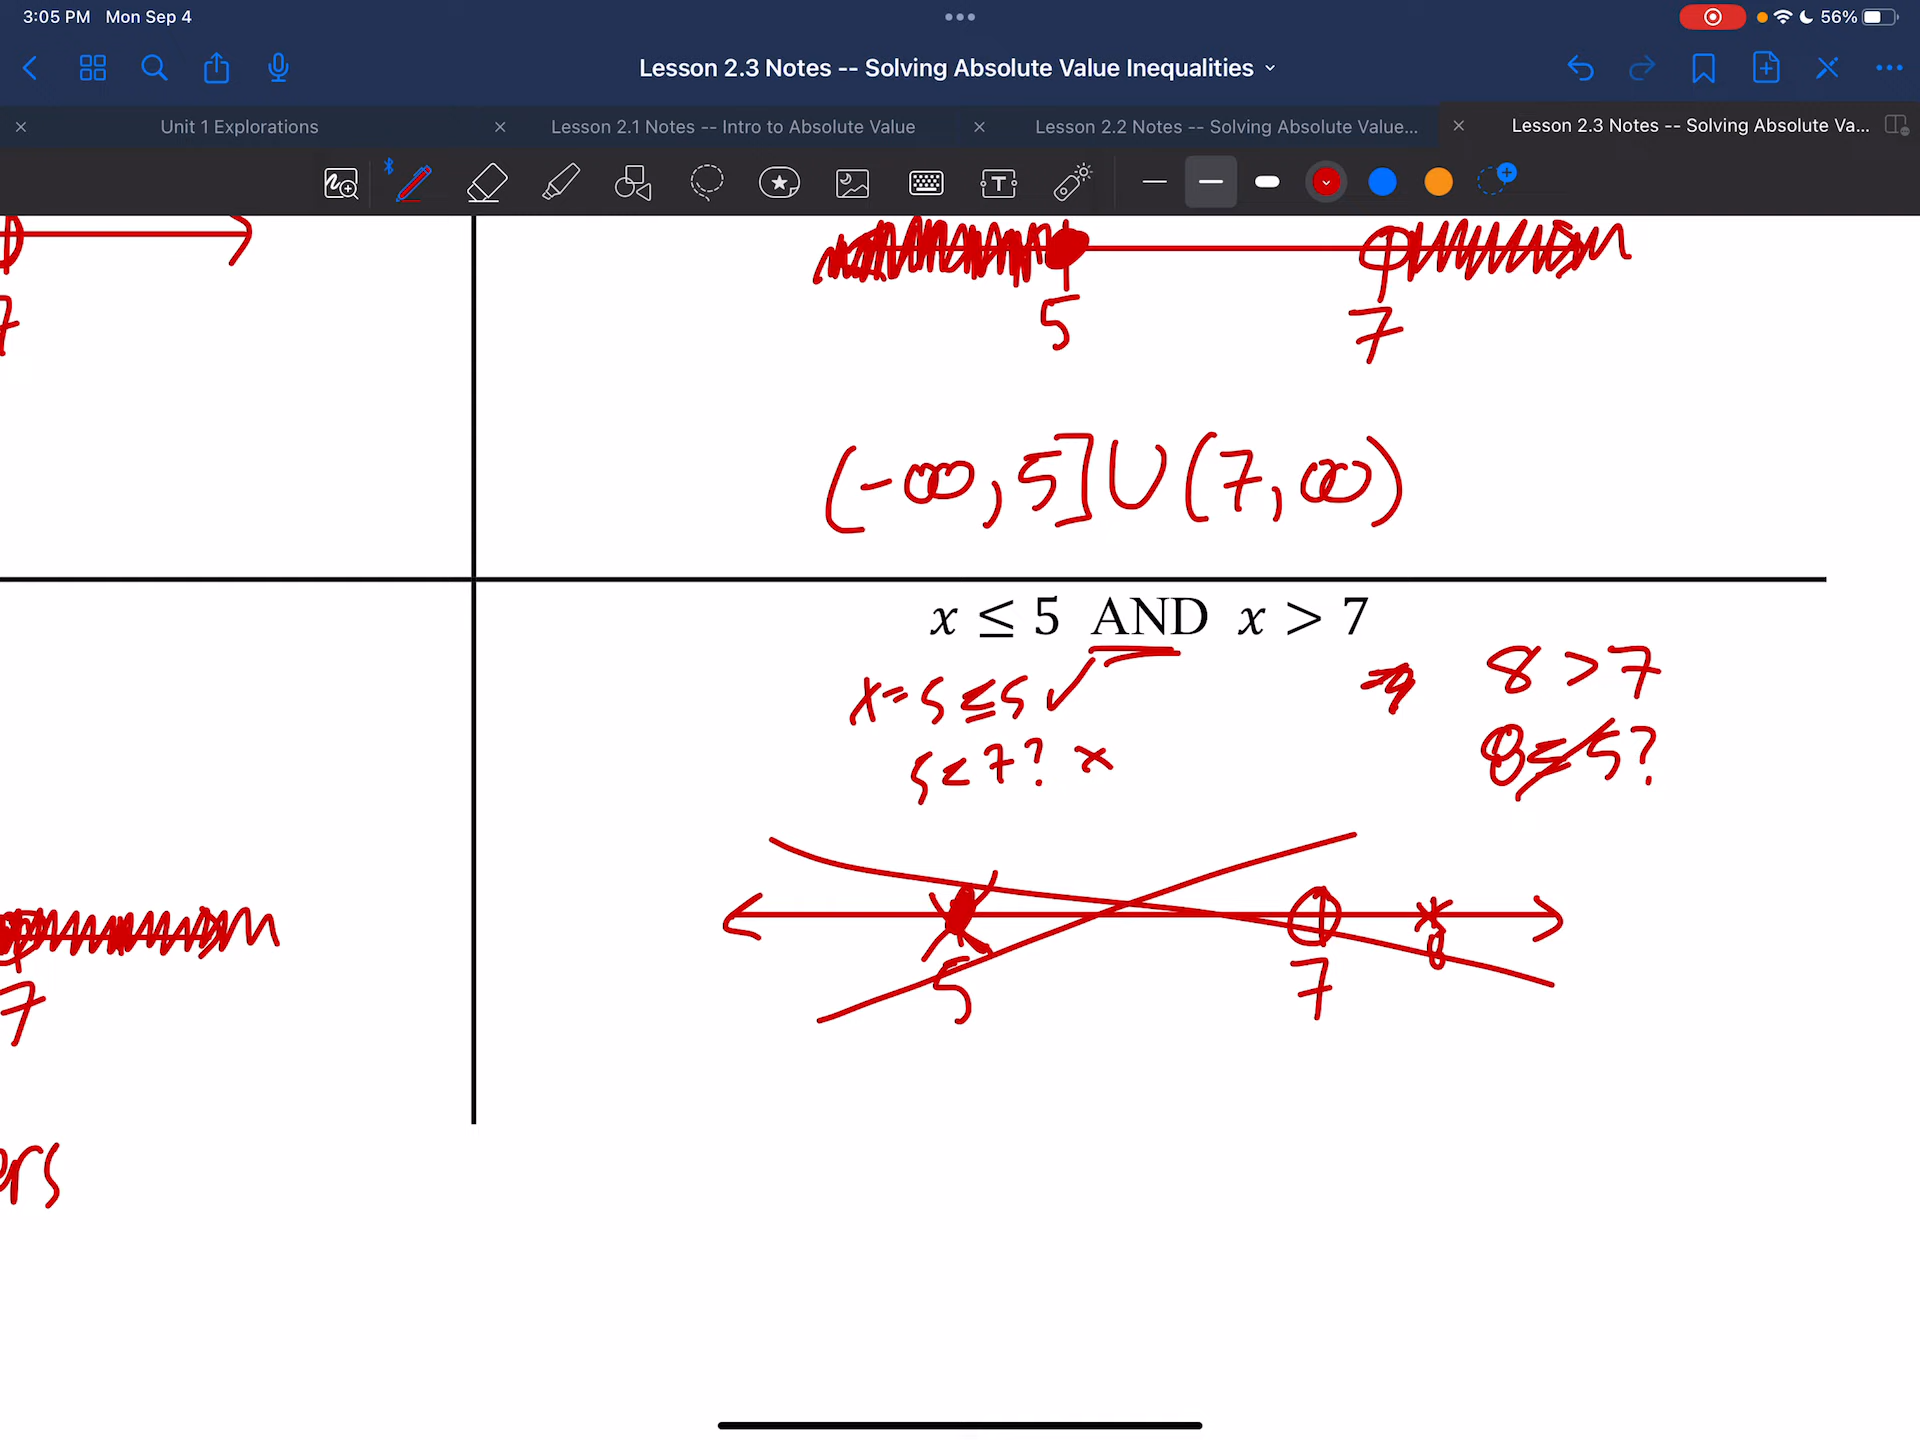 3:05 PM Mon Sep 4
56%
Lesson 2.3 Notes -- Solving Absolute Value Inequalities
Unit 1 Explorations
Lesson 2.1 Notes -- Intro to Absolute Value
Lesson 2.2 Notes -- Solving Absolute Value...
Lesson 2.3 Notes -- Solving Absolute Va...
7
5
7
(-∞, 5] ∪ (7, ∞)
x ≤ 5 AND x > 7
x = 5 ≤ 5 ✓
8 > 7
5 < 7? x
8 ≤ 5?
8
7
5
7
ers